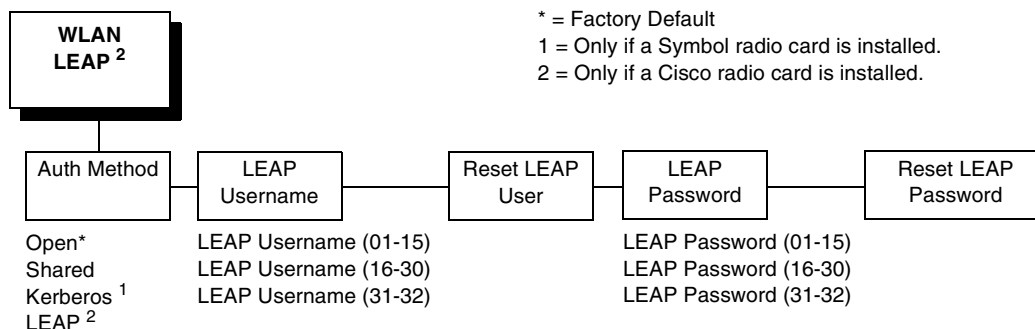 WLAN
LEAP 2
* = Factory Default
1 = Only if a Symbol radio card is installed.
2 = Only if a Cisco radio card is installed.
Auth Method
LEAP
Username
Reset LEAP
User
LEAP
Password
Reset LEAP
Password
Open*
Shared
Kerberos 1
LEAP 2
LEAP Username (01-15)
LEAP Username (16-30)
LEAP Username (31-32)
LEAP Password (01-15)
LEAP Password (16-30)
LEAP Password (31-32)